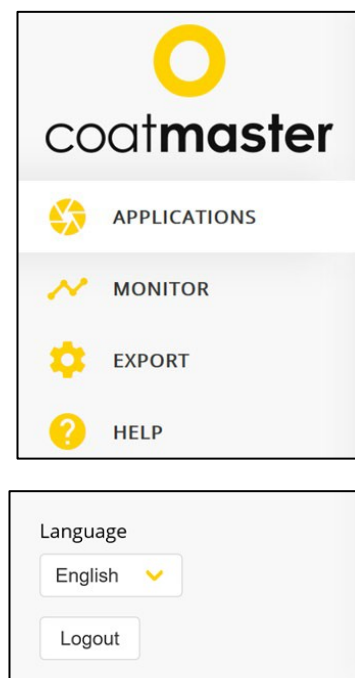 coatmaster
APPLICATIONS
MONITOR
EXPORT
HELP
Language
English
Logout